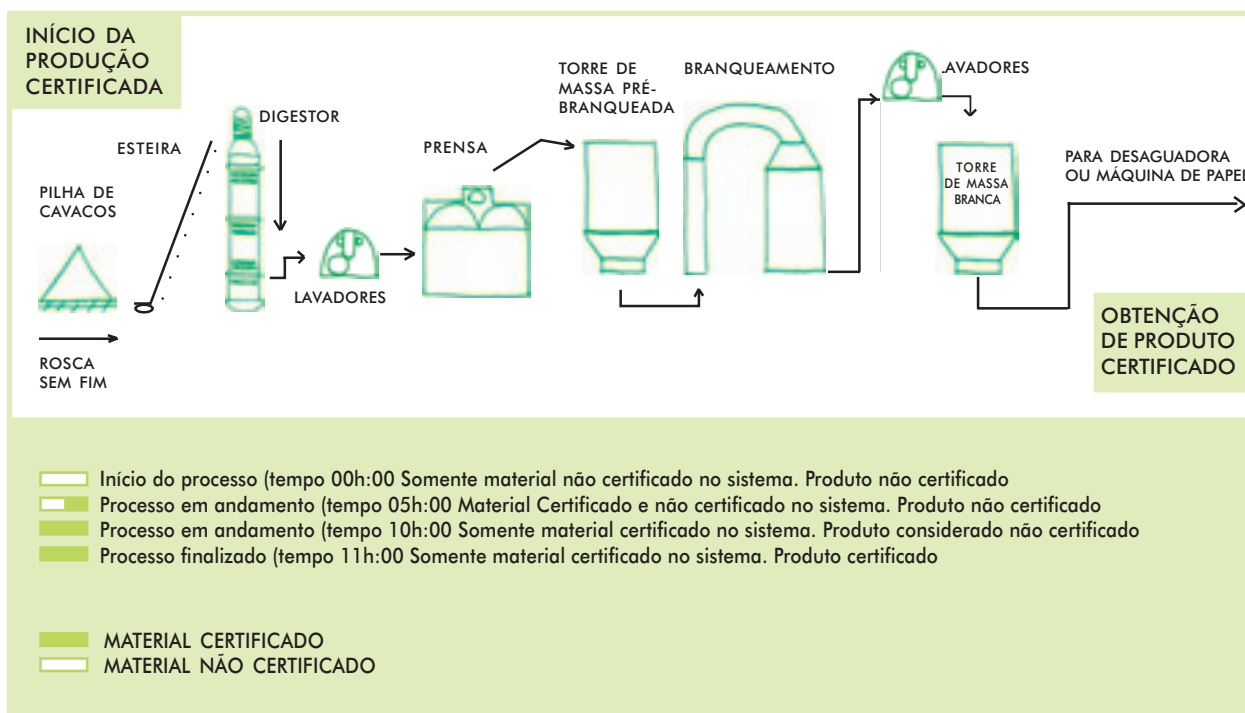 INÍCIO DA
PRODUÇÃO
CERTIFICADA
PILHA DE
CAVACOS
ROSCA
SEM FIM
ESTEIRA
DIGESTOR
LAVADORES
PRENSA
TORRE DE
MASSA PRÉ-
BRANQUEADA
BRANQUEAMENTO
AVADORES
TORRE
DE MASSA
BRANCA
PARA DESAGUADORA
OU MÁQUINA DE PAPEL
OBTENÇÃO
DE PRODUTO
CERTIFICADO
Início do processo (tempo 00h:00 Somente material não certificado no sistema. Produto não certificado
Processo em andamento (tempo 05h:00 Material Certificado e não certificado no sistema. Produto não certificado
Processo em andamento (tempo 10h:00 Somente material certificado no sistema. Produto considerado não certificado
Processo finalizado (tempo 11h:00 Somente material certificado no sistema. Produto certificado
MATERIAL CERTIFICADO
MATERIAL NÃO CERTIFICADO